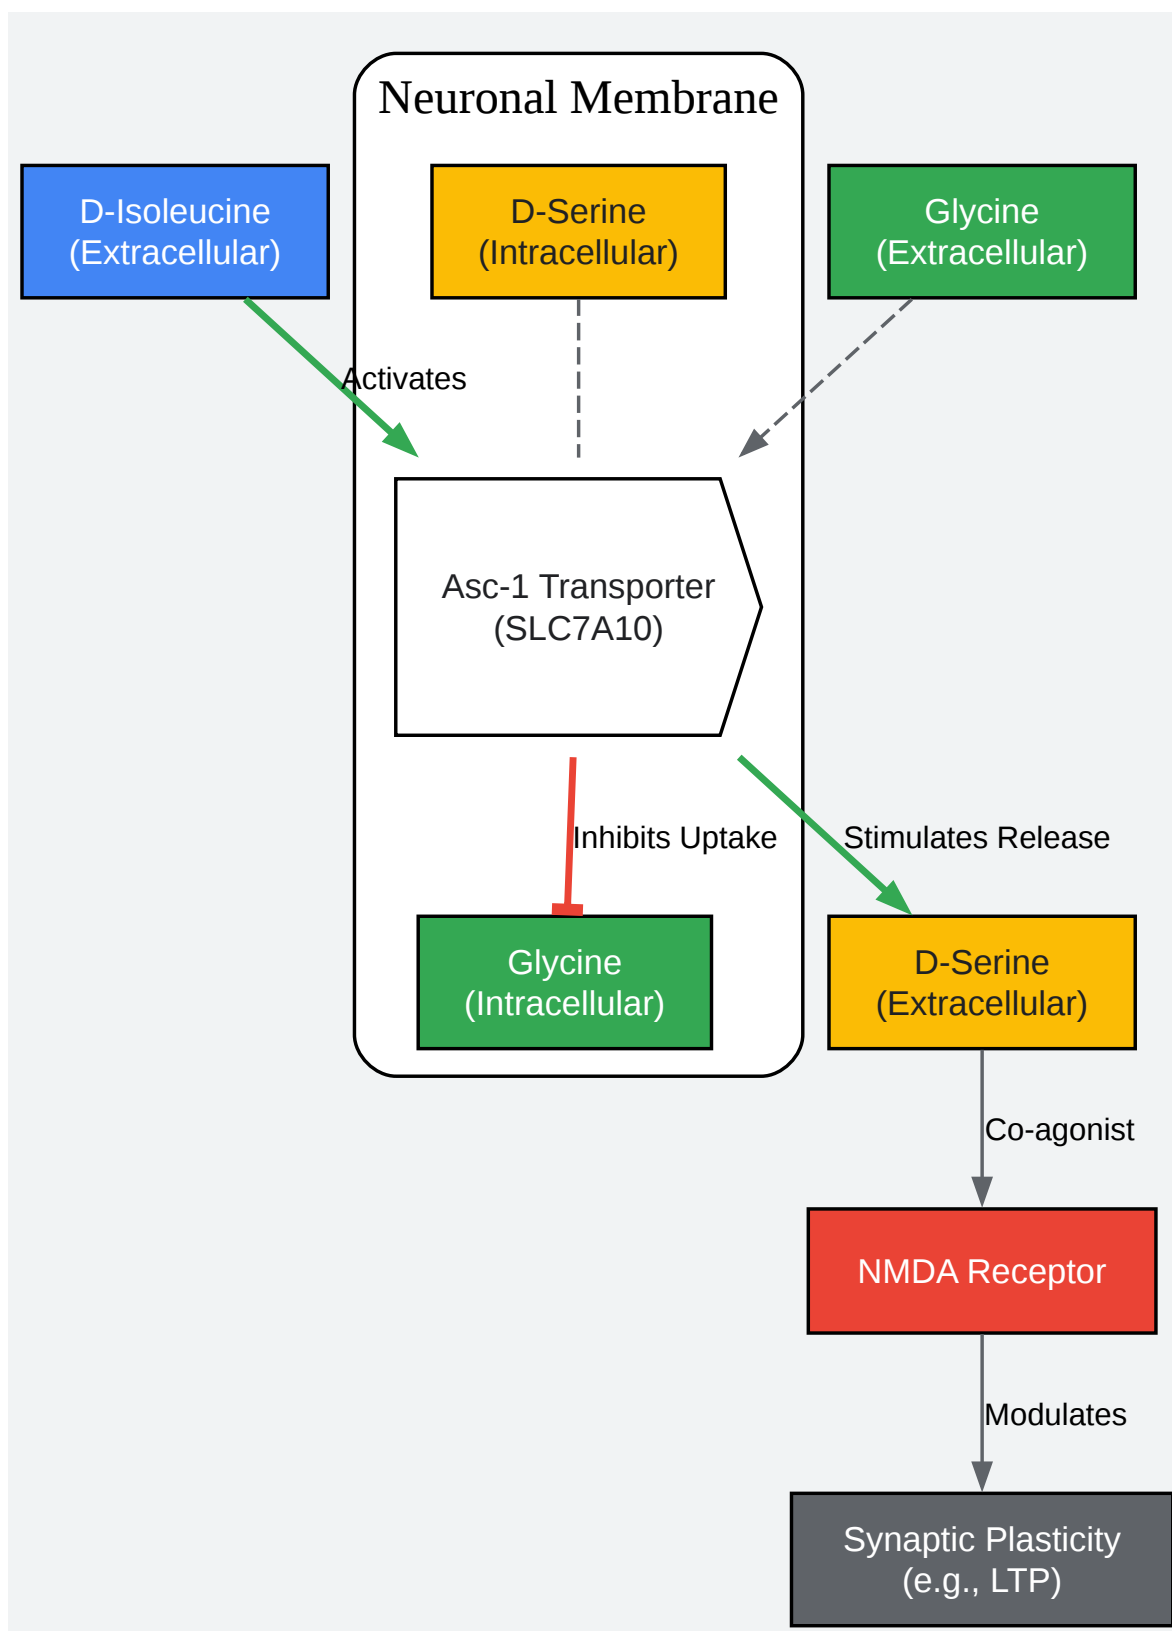 Neuronal Membrane
D-Isoleucine
(Extracellular)
D-Serine
(Intracellular)
Glycine
(Extracellular)
Activates
Asc-1 Transporter
(SLC7A10)
Inhibits Uptake
Stimulates Release
Glycine
(Intracellular)
D-Serine
(Extracellular)
Co-agonist
NMDA Receptor
Modulates
Synaptic Plasticity
(e.g., LTP)